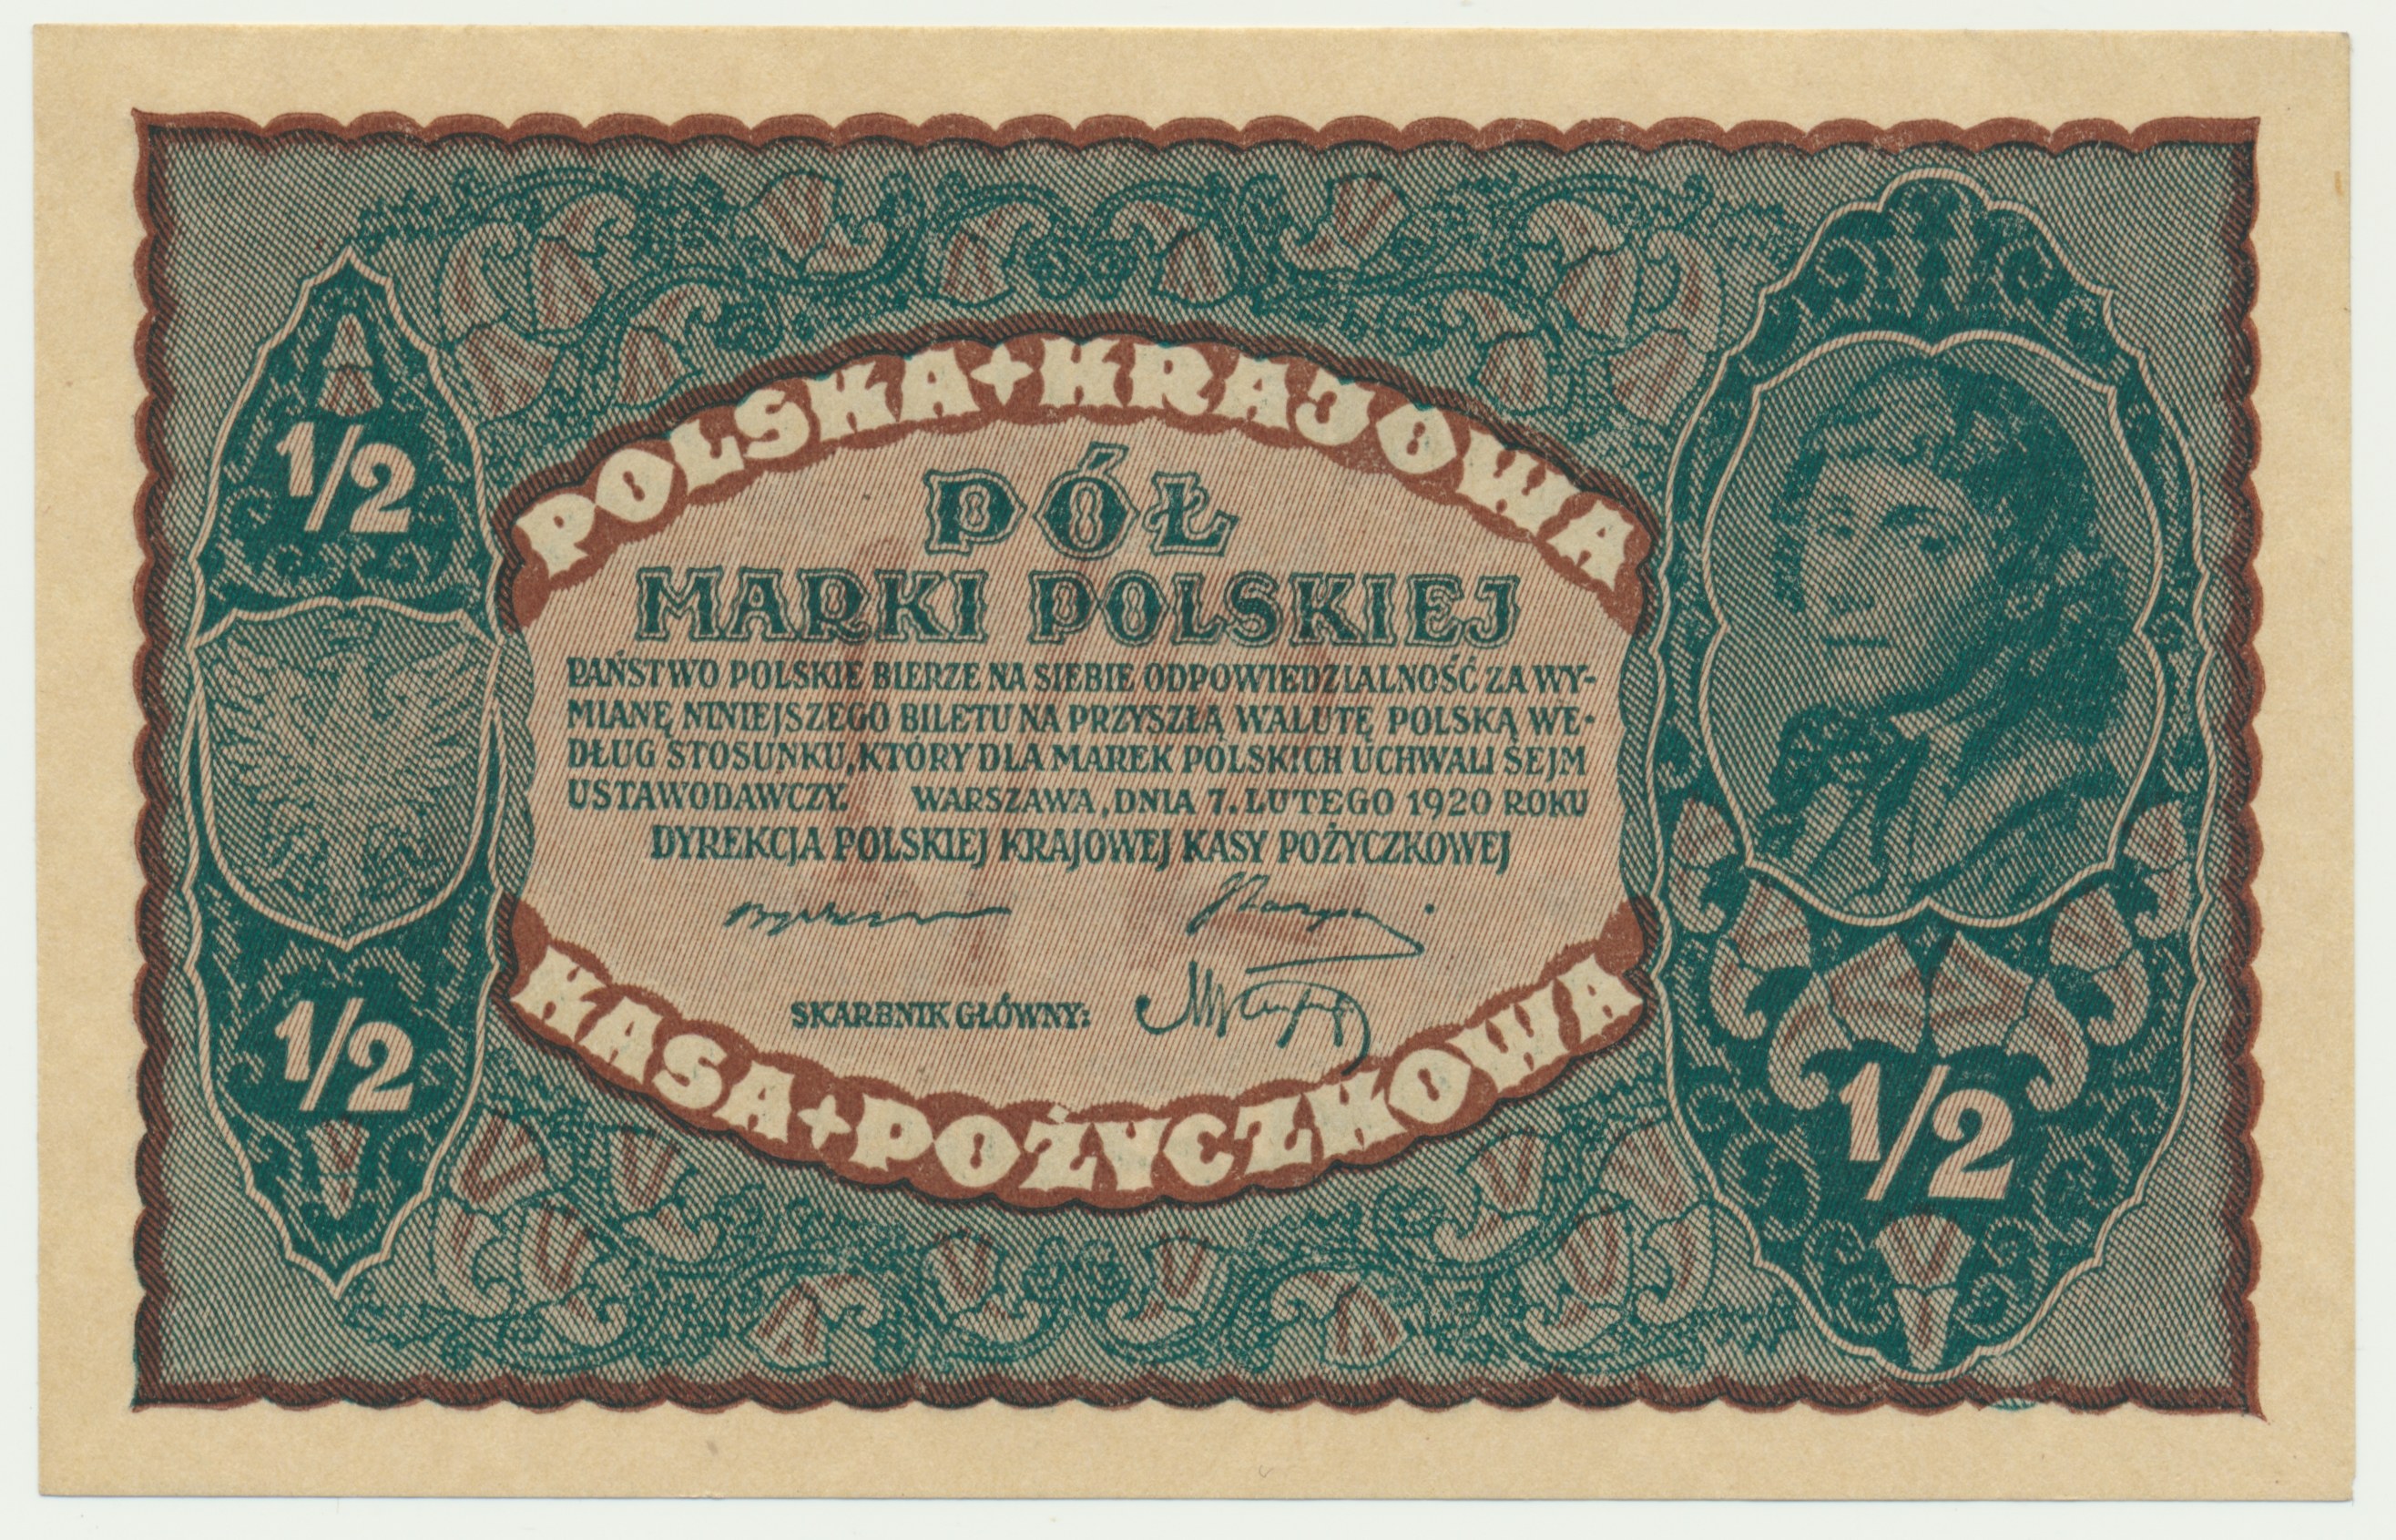 POLSKA + KRAJOWA
PÓŁ
MARKI POLSKIEJ
PAŃSTWO POLSKIE BIERZE NA SIEBIE ODPOWIEDZIALNOŚĆ ZA WY-
MIANĘ NINIEJSZEGO BILETU NA PRZYSZŁĄ WALUTĘ POLSKĄ WE-
DŁUG STOSUNKU, KTÓRY DLA MAREK POLSKICH UCHWALI SEJM
USTAWODAWCZY. WARSZAWA, DNIA 7. LUTEGO 1920 ROKU
DYREKCJA POLSKIEJ KRAJOWEJ KASY POŻYCZKOWEJ
SKARBNIK GŁÓWNY:
KASA + POŻYCZKOWA
1/2
1/2
1/2